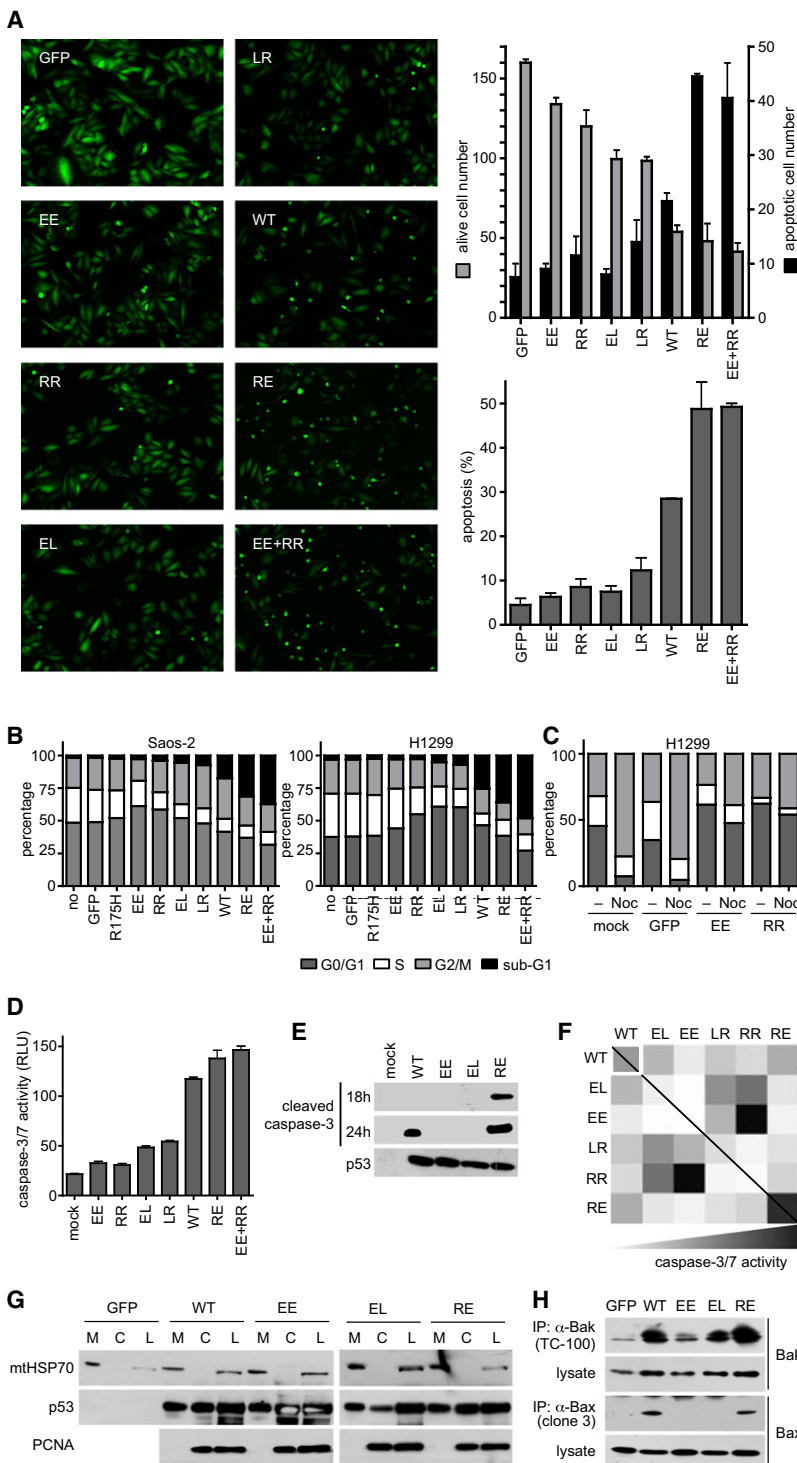 A
GFP
LR
EE
WT
RR
RE
EL
EE+RR
150
100
50
0
alive cell number
50
40
30
20
10
0
apoptotic cell number
GFP
EE
RR
EL
LR
WT
RE
EE+RR
50
40
30
20
10
0
apoptosis (%)
GFP
EE
RR
EL
LR
WT
RE
EE+RR
B
Saos-2
percentage
100
75
50
25
0
no
GFP
R175H
EE
RR
EL
LR
WT
RE
EE+RR
H1299
percentage
100
75
50
25
0
no
GFP
R175H
EE
RR
EL
LR
WT
RE
EE+RR
G0/G1 S G2/M sub-G1
C
H1299
percentage
100
50
0
– Noc – Noc – Noc – Noc
mock GFP EE RR
D
caspase-3/7 activity (RLU)
150
100
50
0
mock
EE
RR
EL
LR
WT
RE
EE+RR
E
mock
WT
EE
EL
RE
cleaved caspase-3
18h
24h
p53
F
WT EL EE LR RR RE
WT
EL
EE
LR
RR
RE
caspase-3/7 activity
G
GFP WT EE EL RE
M C L M C L M C L M C L M C L
mtHSP70
p53
PCNA
H
GFP WT EE EL RE
IP: α-Bak
(TC-100)
lysate
Bak
IP: α-Bax
(clone 3)
lysate
Bax